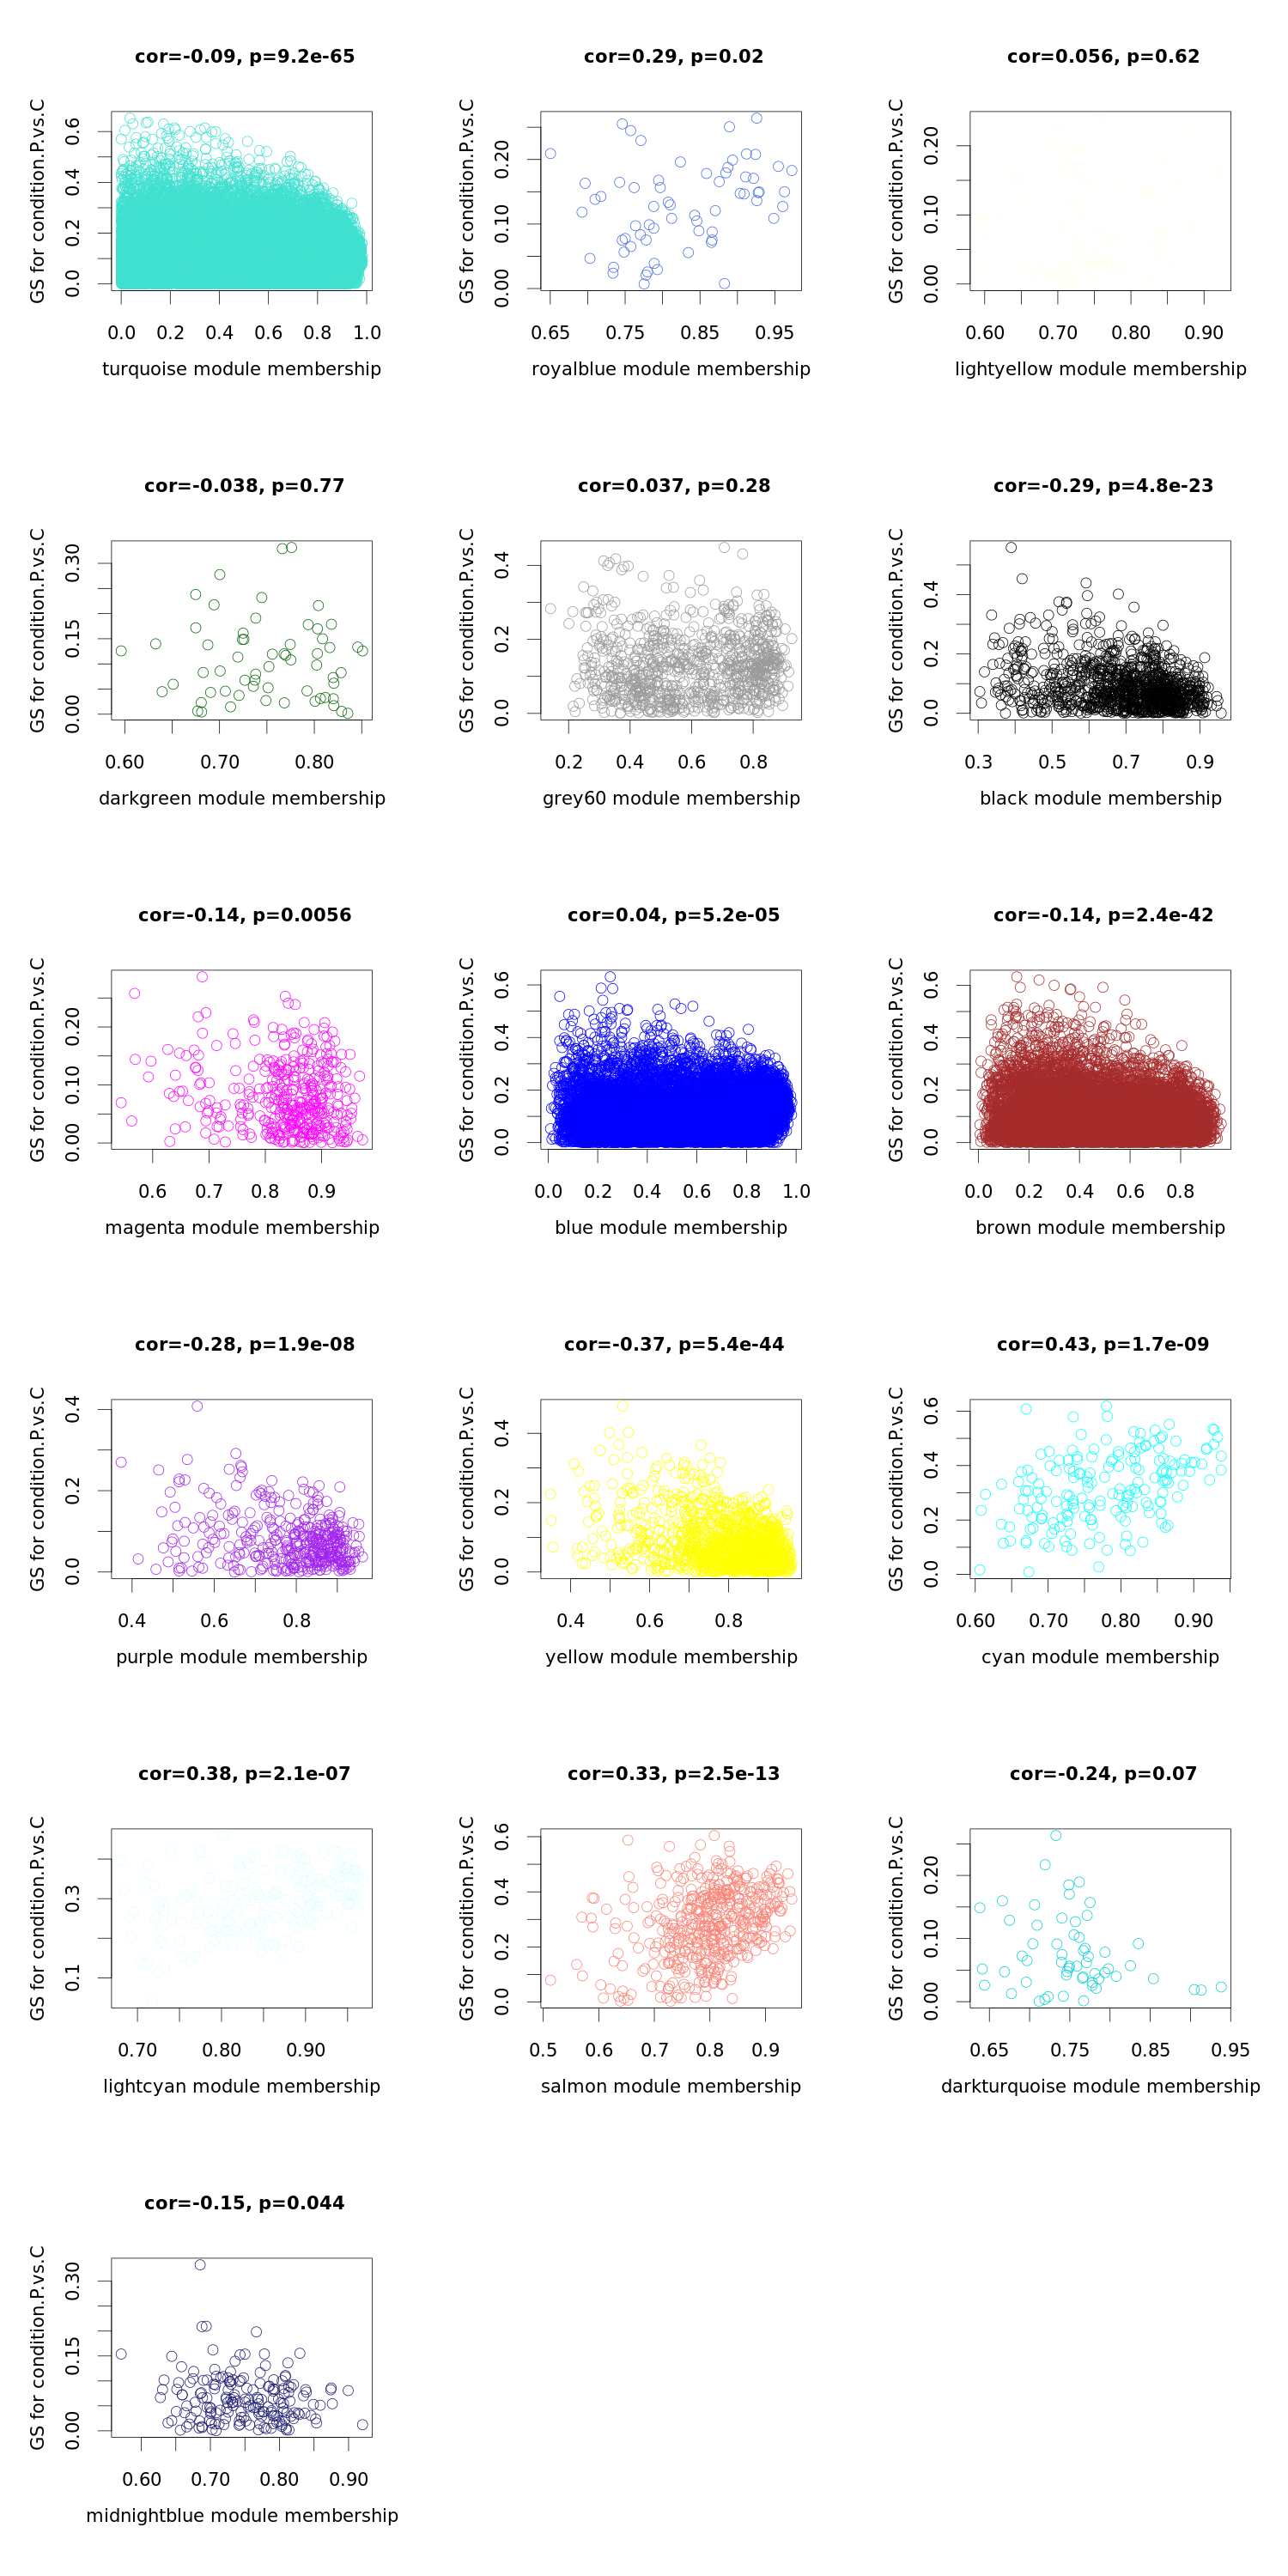 cor=-0.09, p=9.2e-65
GS for condition.P.vs.C
0.0 0.2 0.4 0.6
0.0 0.2 0.4 0.6 0.8 1.0
turquoise module membership
cor=0.29, p=0.02
GS for condition.P.vs.C
0.00 0.10 0.20
0.65 0.75 0.85 0.95
royalblue module membership
cor=0.056, p=0.62
GS for condition.P.vs.C
0.00 0.10 0.20
0.60 0.70 0.80 0.90
lightyellow module membership
cor=-0.038, p=0.77
GS for condition.P.vs.C
0.00 0.15 0.30
0.60 0.70 0.80
darkgreen module membership
cor=0.037, p=0.28
GS for condition.P.vs.C
0.0 0.2 0.4
0.2 0.4 0.6 0.8
grey60 module membership
cor=-0.29, p=4.8e-23
GS for condition.P.vs.C
0.0 0.2 0.4
0.3 0.5 0.7 0.9
black module membership
cor=-0.14, p=0.0056
GS for condition.P.vs.C
0.00 0.10 0.20
0.6 0.7 0.8 0.9
magenta module membership
cor=0.04, p=5.2e-05
GS for condition.P.vs.C
0.0 0.2 0.4 0.6
0.0 0.2 0.4 0.6 0.8 1.0
blue module membership
cor=-0.14, p=2.4e-42
GS for condition.P.vs.C
0.0 0.2 0.4 0.6
0.0 0.2 0.4 0.6 0.8
brown module membership
cor=-0.28, p=1.9e-08
GS for condition.P.vs.C
0.0 0.2 0.4
0.4 0.6 0.8
purple module membership
cor=-0.37, p=5.4e-44
GS for condition.P.vs.C
0.0 0.2 0.4
0.4 0.6 0.8
yellow module membership
cor=0.43, p=1.7e-09
GS for condition.P.vs.C
0.0 0.2 0.4 0.6
0.60 0.70 0.80 0.90
cyan module membership
cor=0.38, p=2.1e-07
GS for condition.P.vs.C
0.1 0.3
0.70 0.80 0.90
lightcyan module membership
cor=0.33, p=2.5e-13
GS for condition.P.vs.C
0.0 0.2 0.4 0.6
0.5 0.6 0.7 0.8 0.9
salmon module membership
cor=-0.24, p=0.07
GS for condition.P.vs.C
0.00 0.10 0.20
0.65 0.75 0.85 0.95
darkturquoise module membership
cor=-0.15, p=0.044
GS for condition.P.vs.C
0.00 0.15 0.30
0.60 0.70 0.80 0.90
midnightblue module membership